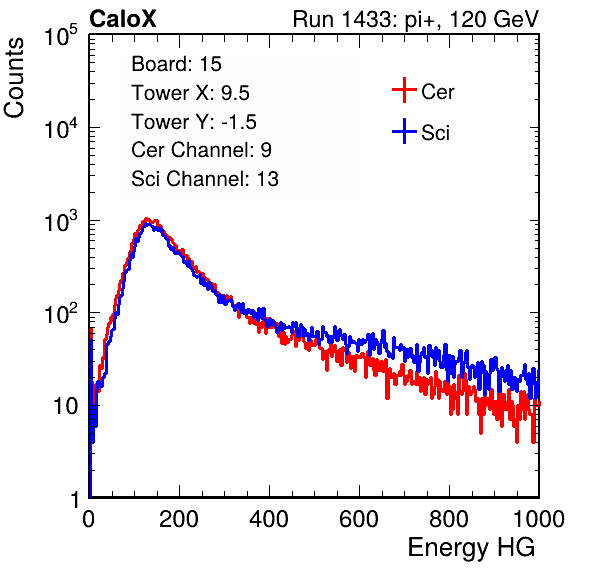 CaloX Run 1433: pi+, 120 GeV
Counts
10^5
10^4
10^3
10^2
10
1
Board: 15
Tower X: 9.5
Tower Y: -1.5
Cer Channel: 9
Sci Channel: 13
Cer
Sci
0 200 400 600 800 1000
Energy HG